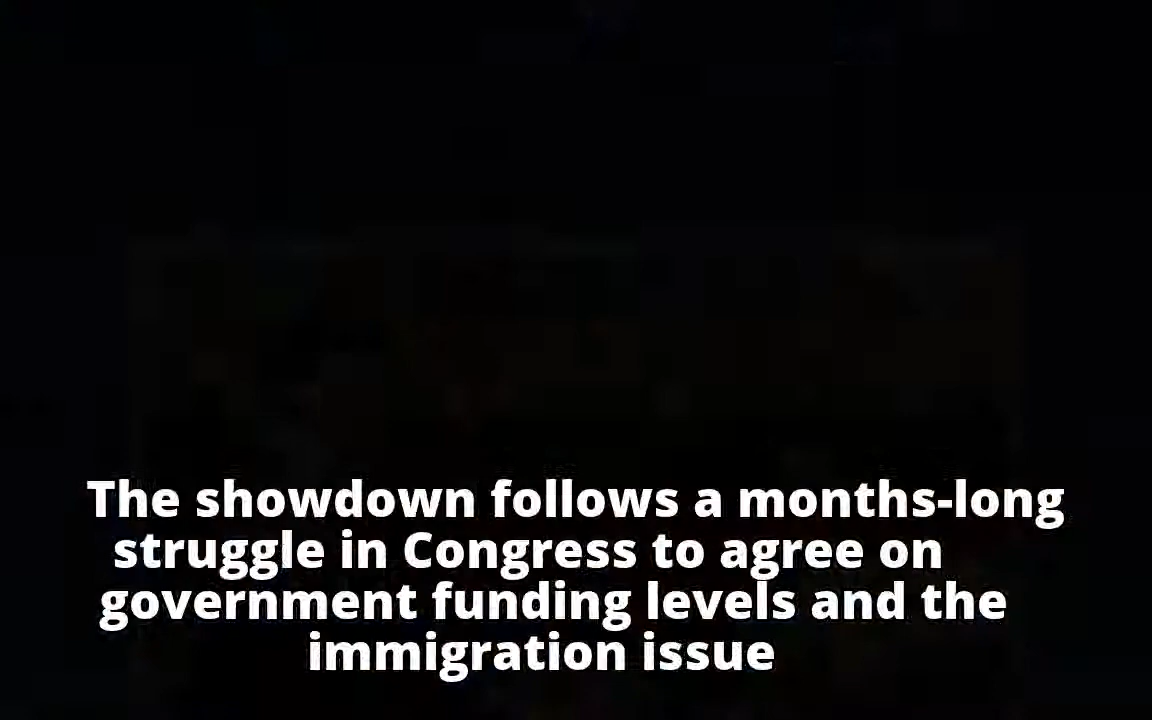 The showdown follows a months-long
struggle in Congress to agree on
government funding levels and the
immigration issue